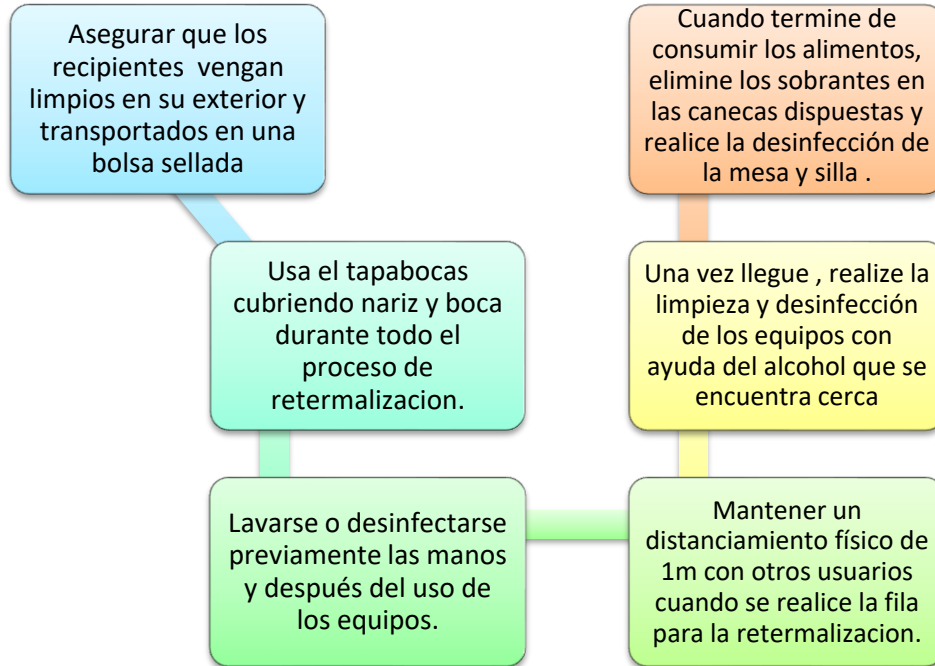 Asegurar que los
recipientes vengan
limpios en su exterior y
transportados en una
bolsa sellada
Usa el tapabocas
cubriendo nariz y boca
durante todo el
proceso de
retermalizacion.
Lavarse o desinfectarse
previamente las manos
y después del uso de
los equipos.
Mantener un
distanciamiento físico de
1m con otros usuarios
cuando se realice la fila
para la retermalizacion.
Una vez llegue , realize la
limpieza y desinfección
de los equipos con
ayuda del alcohol que se
encuentra cerca
Cuando termine de
consumir los alimentos,
elimine los sobrantes en
las canecas dispuestas y
realice la desinfección de
la mesa y silla .